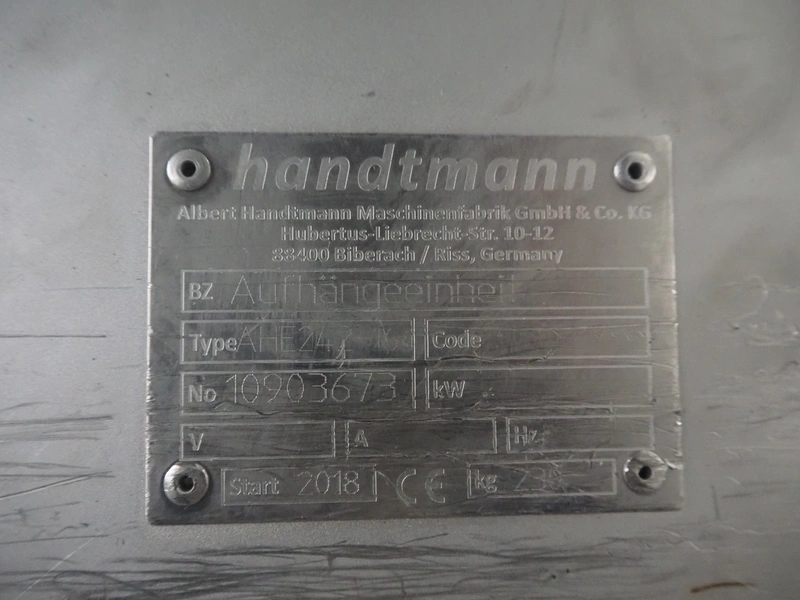 handtmann
Albert Handtmann Maschinenfabrik GmbH & Co. KG
Hubertus-Liebrecht-Str. 10-12
88400 Biberach / Riss, Germany
BZ Aufhängeeinheit
Type Code
No 10903673 kW
V A Hz
Start 2018 CE kg